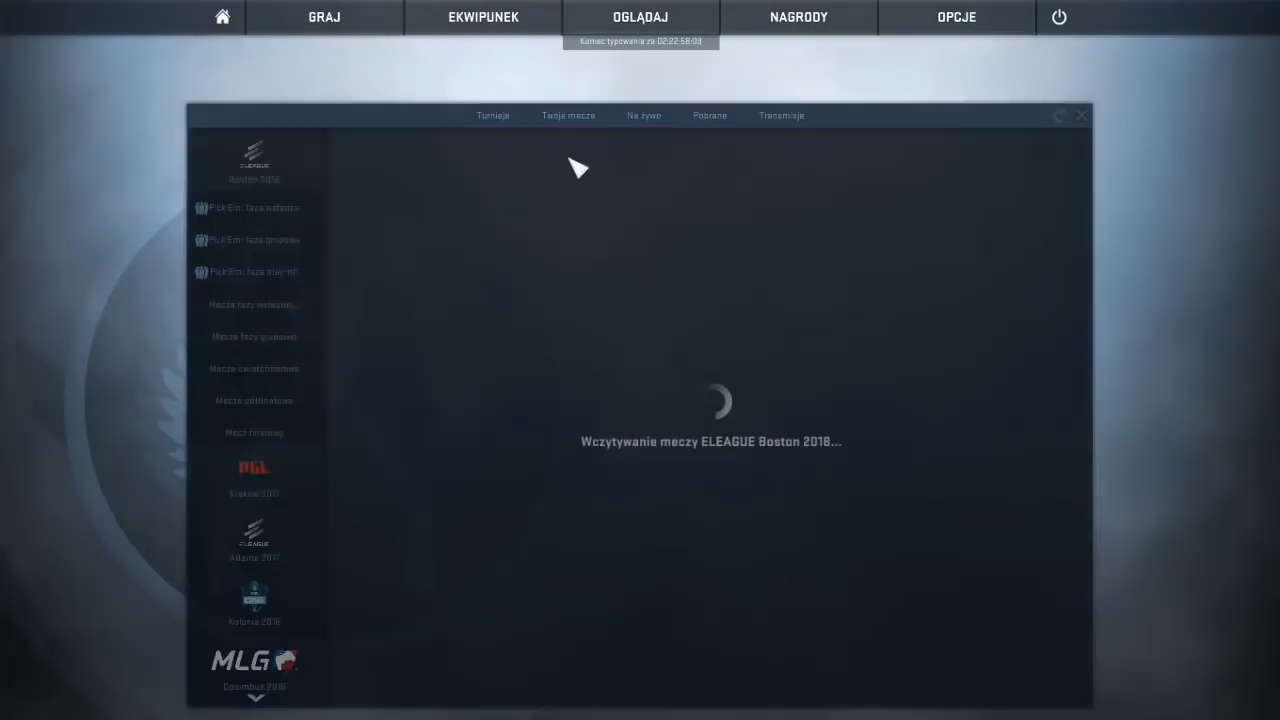 GRAJ
EKWIPUNEK
OGLĄDAJ
NAGRODY
OPCJE
Koniec typowania za 02:22:58:09
Turnieje
Twoje mecze
Na żywo
Pobrane
Transmisje
ELEAGUE
Boston 2018
Pick'Em: faza wstępna
Pick'Em: faza grupowa
Pick'Em: faza play-off
Mecze fazy wstępnej...
Mecze fazy grupowej
Mecze ćwierćfinałowe
Mecze półfinałowe
Mecz finałowy
PGL
Kraków 2017
ELEAGUE
Atlanta 2017
Kolonia 2016
MLG
Columbus 2016
Wczytywanie meczy ELEAGUE Boston 2018...